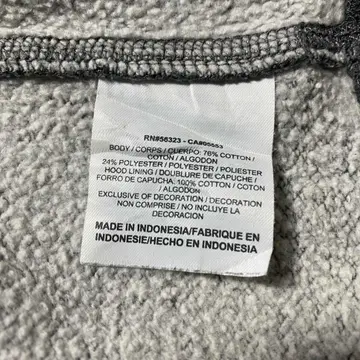 RN#56323 - CA#05553
BODY / CORPS / CUERPO: 76% COTTON /
COTON / ALGODON
24% POLYESTER / POLYESTER / POLIESTER
HOOD LINING / DOUBLURE DE CAPUCHE /
FORRO DE CAPUCHA: 100% COTTON / COTON
/ ALGODON
EXCLUSIVE OF DECORATION / DECORATION
NON COMPRISE / NO INCLUYE LA
DECORACION
MADE IN INDONESIA/FABRIQUE EN
INDONESIE/HECHO EN INDONESIA